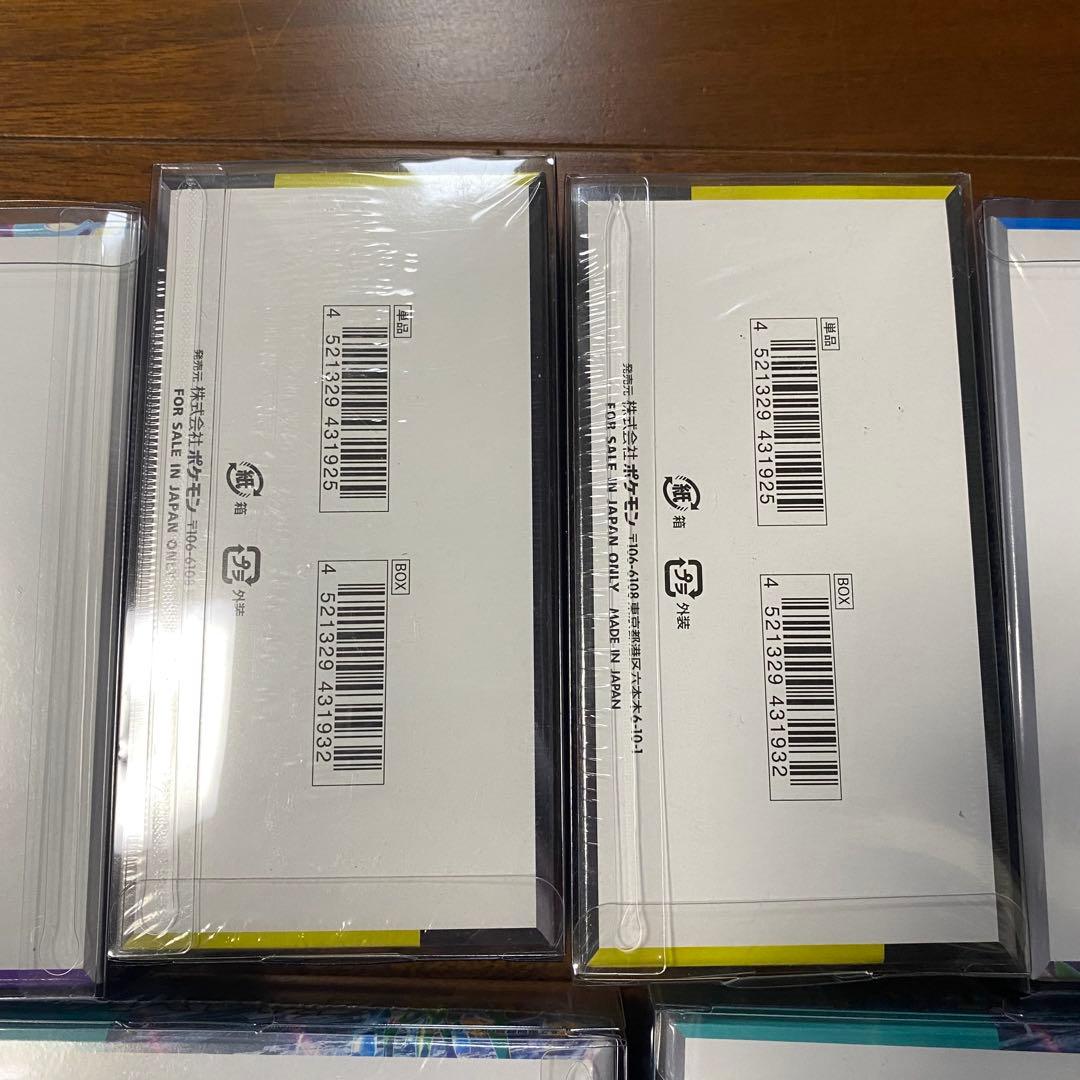 単品
4 521329 431925
BOX
4 521329 431932
紙 箱
プラ 外装
発売元 株式会社 ポケモン 〒106-610
FOR SALE IN JAPAN ONLY
単品
4 521329 431925
BOX
4 521329 431932
紙 箱
プラ 外装
発売元 株式会社 ポケモン 〒106-6108 東京都港区六本木6-10-1
FOR SALE IN JAPAN ONLY MADE IN JAPAN